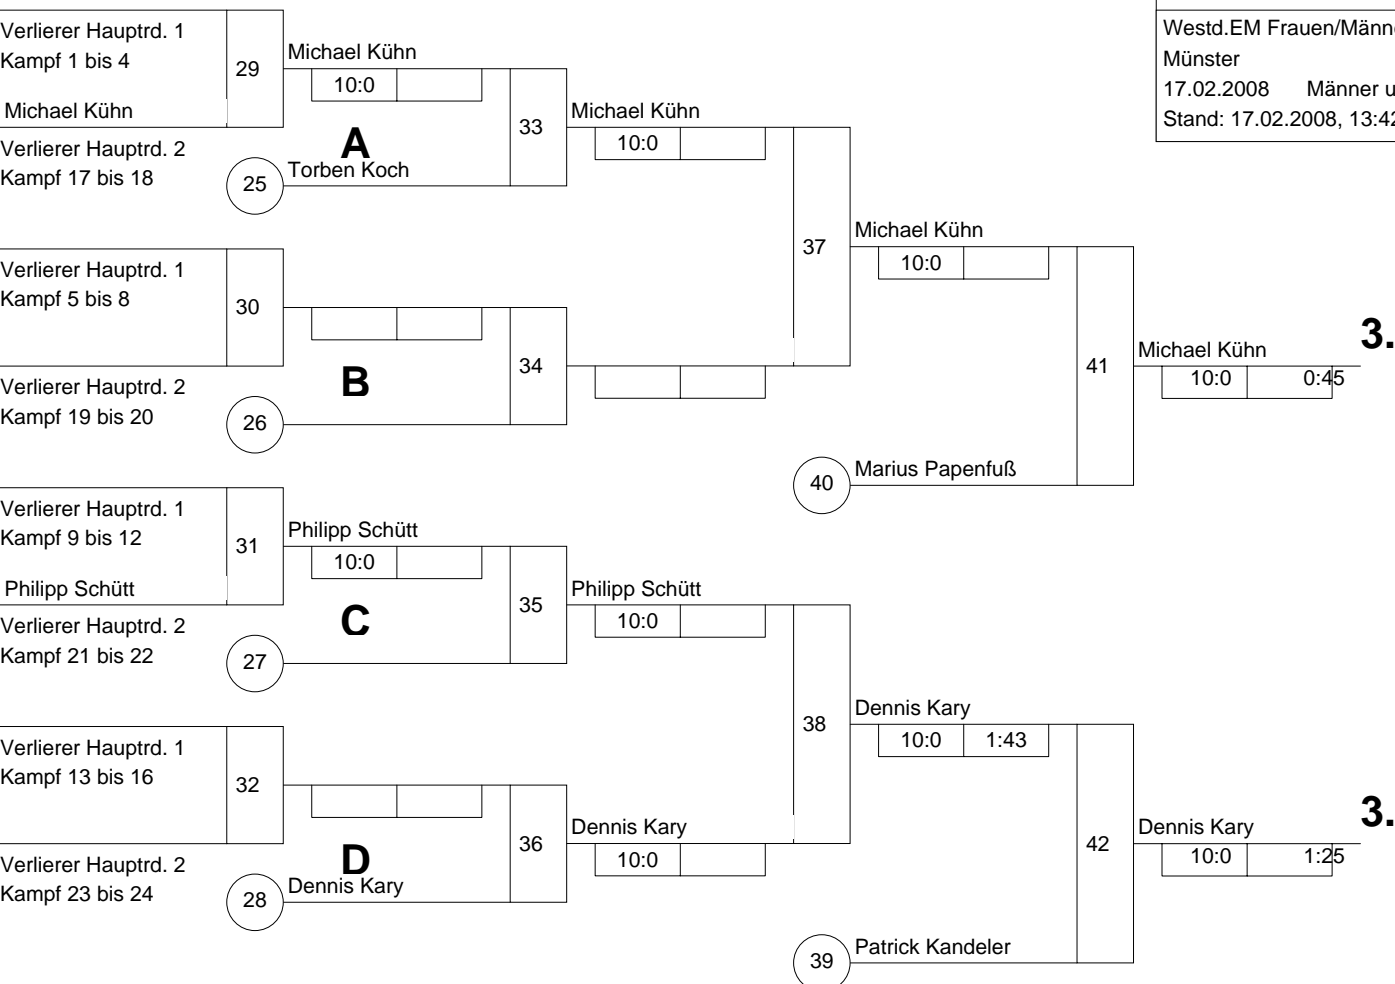 Westd.EM Frauen/Männe
Münster
17.02.2008 Männer u
Stand: 17.02.2008, 13:42
Verlierer Hauptrd. 1
Kampf 1 bis 4
29
Michael Kühn
10:0
Michael Kühn
Verlierer Hauptrd. 2
Kampf 17 bis 18
A
25
Torben Koch
33
Michael Kühn
10:0
Verlierer Hauptrd. 1
Kampf 5 bis 8
30
B
Verlierer Hauptrd. 2
Kampf 19 bis 20
26
34
37
Michael Kühn
10:0
41
Michael Kühn
10:0 0:45
3.
40
Marius Papenfuß
Verlierer Hauptrd. 1
Kampf 9 bis 12
31
Philipp Schütt
10:0
Philipp Schütt
Verlierer Hauptrd. 2
Kampf 21 bis 22
C
27
35
Philipp Schütt
10:0
Verlierer Hauptrd. 1
Kampf 13 bis 16
32
D
Verlierer Hauptrd. 2
Kampf 23 bis 24
28
Dennis Kary
36
Dennis Kary
10:0
38
Dennis Kary
10:0 1:43
42
Dennis Kary
10:0 1:25
3.
39
Patrick Kandeler